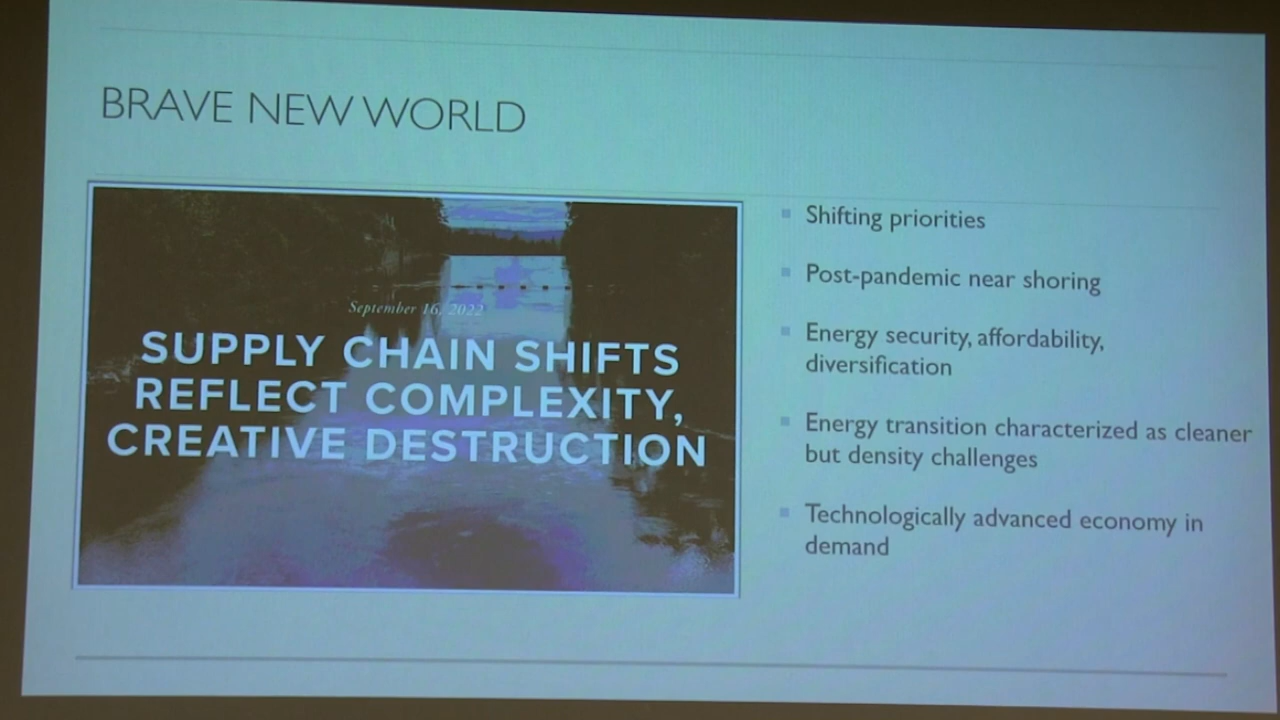 BRAVE NEW WORLD
September 16, 2022
SUPPLY CHAIN SHIFTS
REFLECT COMPLEXITY,
CREATIVE DESTRUCTION
Shifting priorities
Post-pandemic near shoring
Energy security, affordability,
diversification
Energy transition characterized as cleaner
but density challenges
Technologically advanced economy in
demand